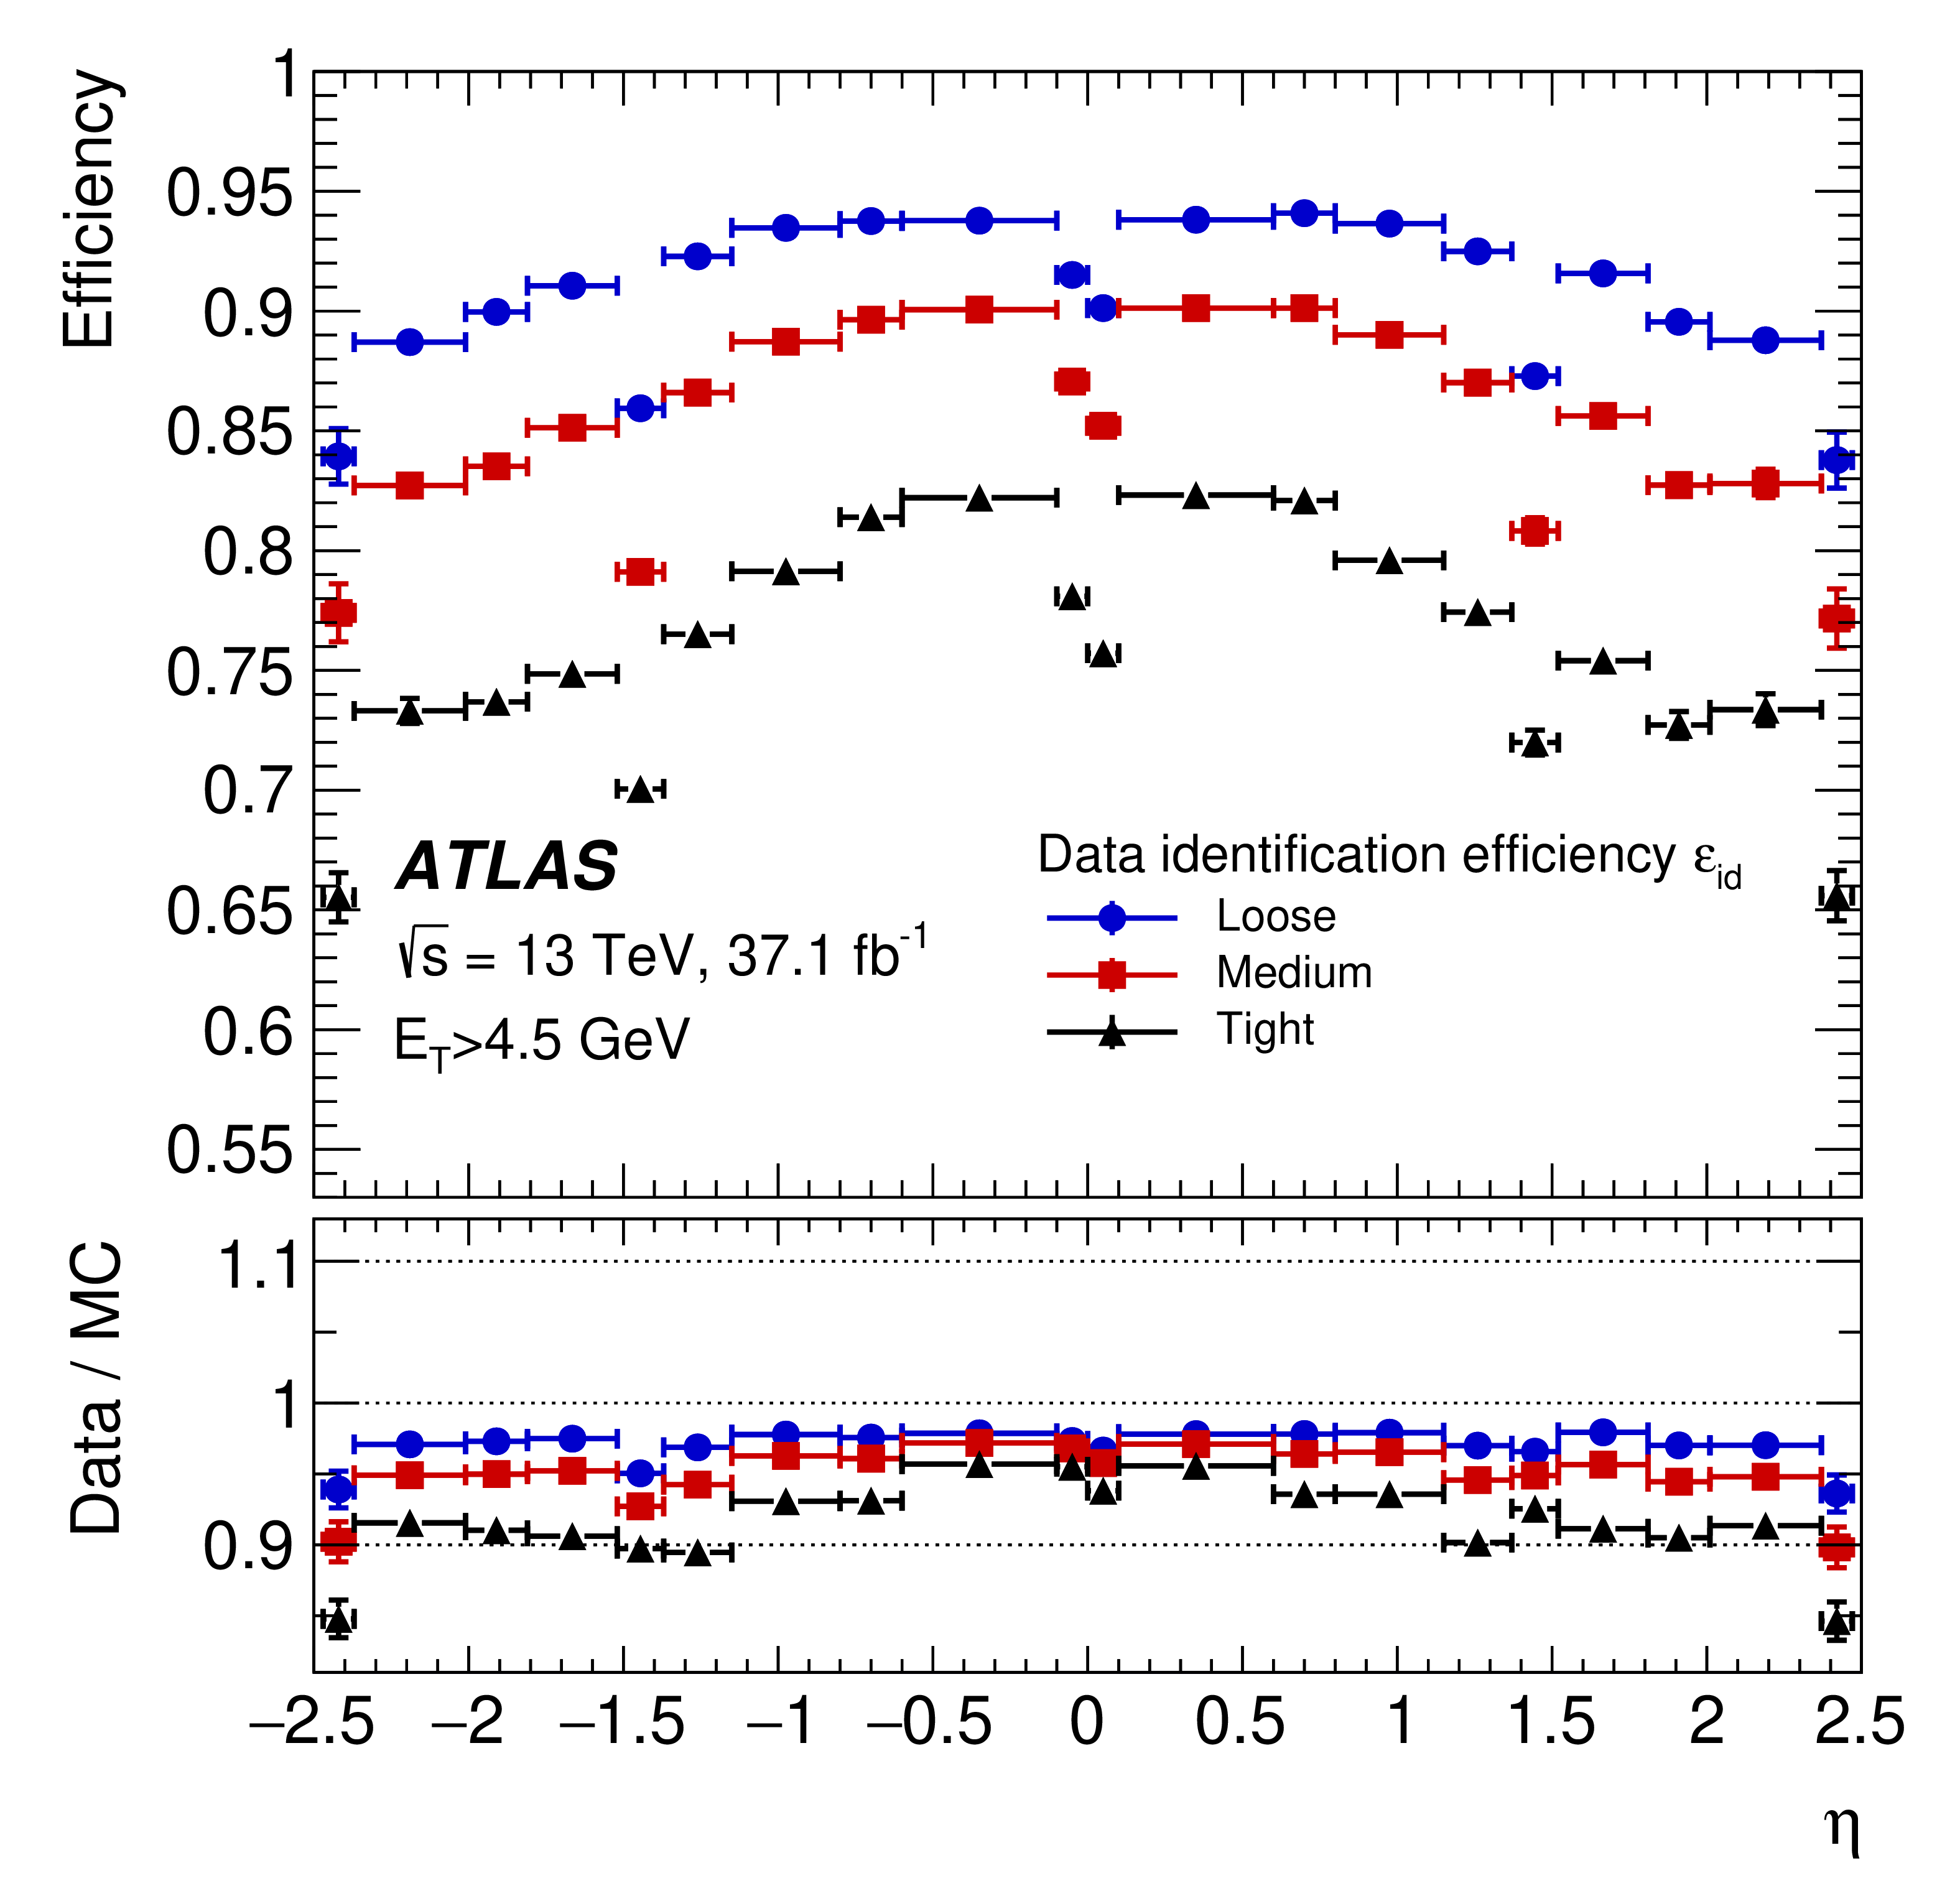 Efficiency
1
0.95
0.9
0.85
0.8
0.75
0.7
0.65
0.6
0.55
ATLAS
√s = 13 TeV, 37.1 fb-1
ET>4.5 GeV
Data identification efficiency εid
Loose
Medium
Tight
Data / MC
1.1
1
0.9
−2.5 −2 −1.5 −1 −0.5 0 0.5 1 1.5 2 2.5
η